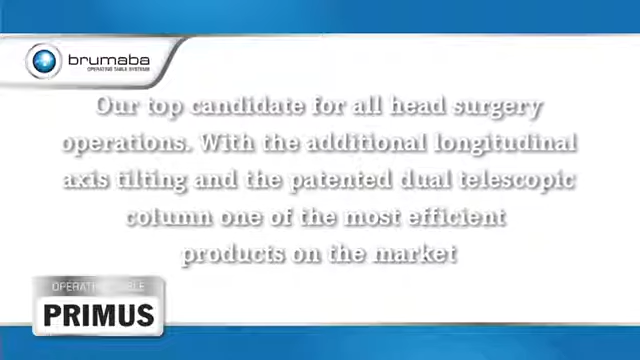 brumaba
OPERATING TABLE SYSTEMS
Our top candidate for all head surgery
operations. With the additional longitudinal
axis tilting and the patented dual telescopic
column one of the most efficient
products on the market
OPERATING TABLE
PRIMUS